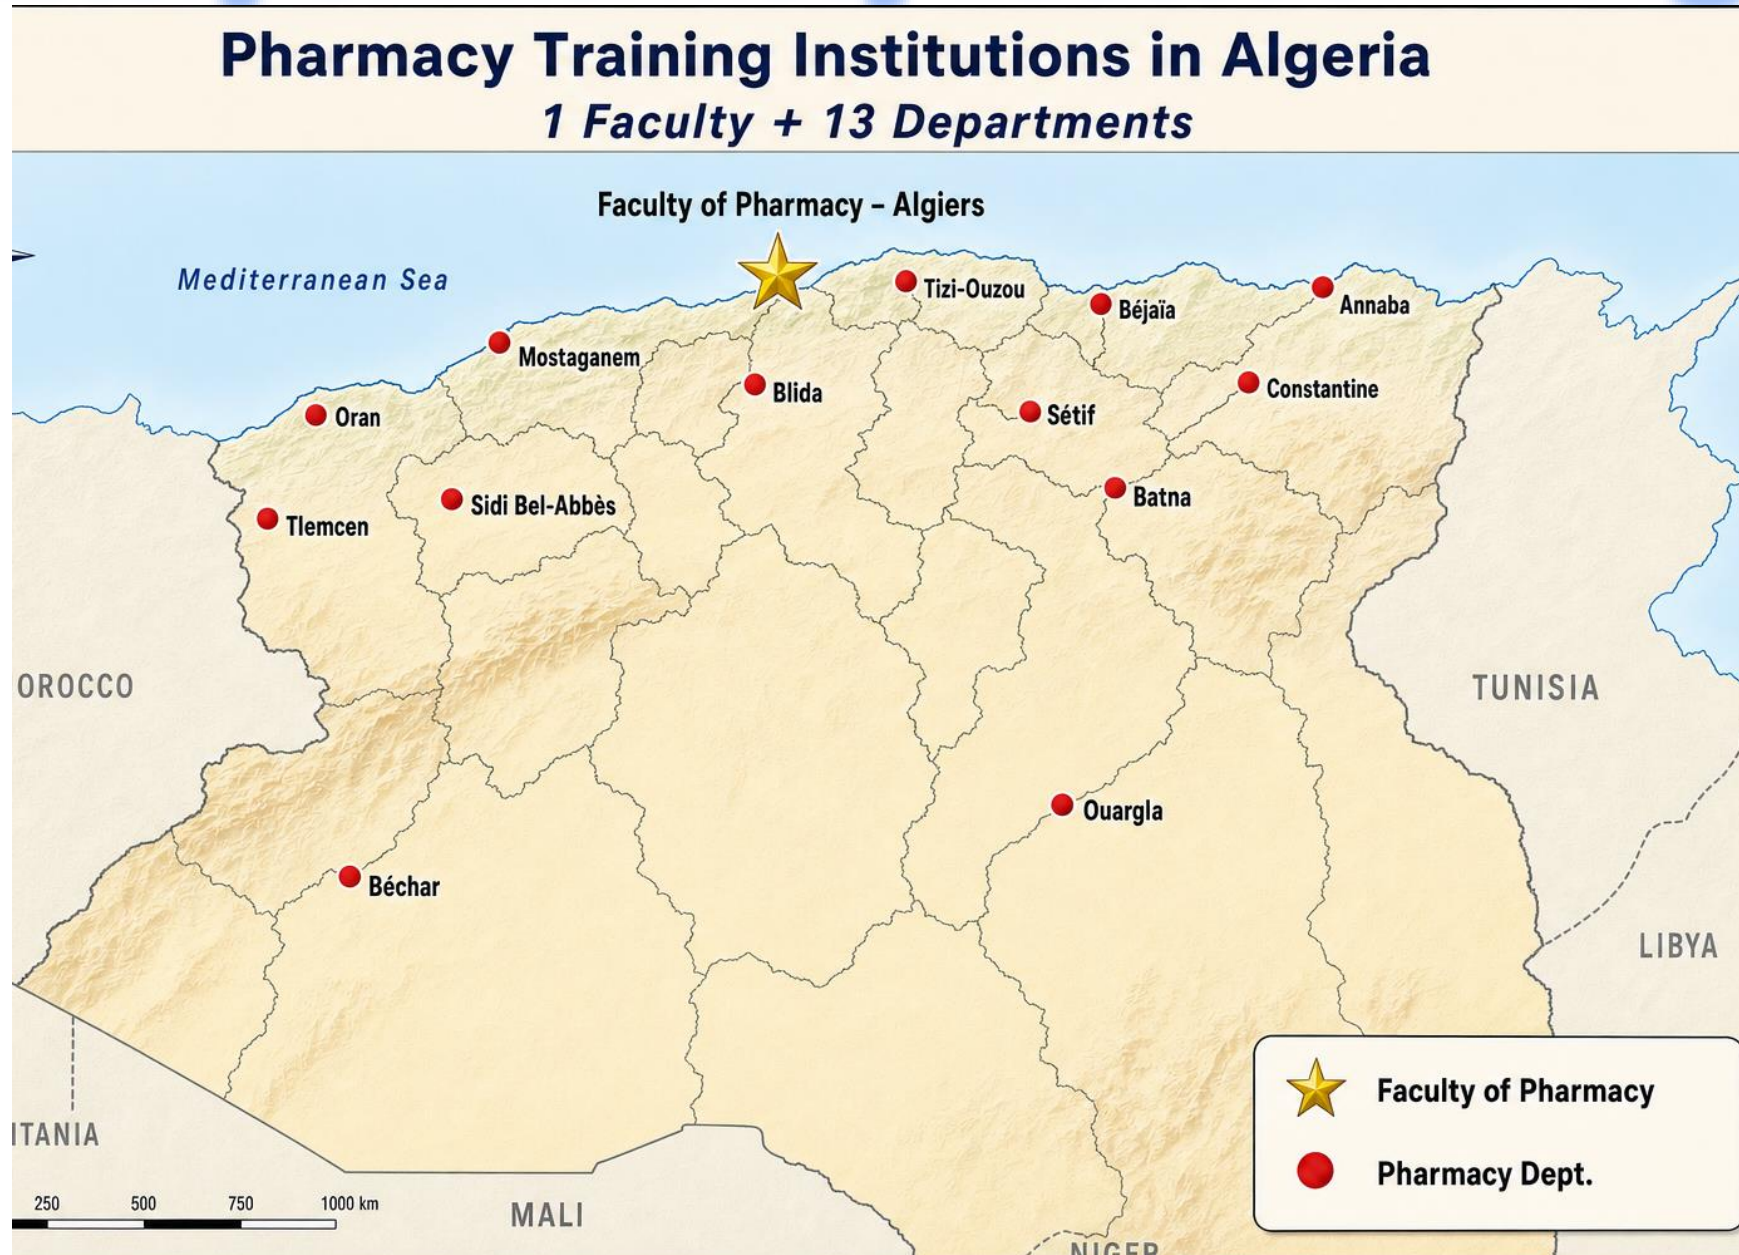 Pharmacy Training Institutions in Algeria
1 Faculty + 13 Departments
Faculty of Pharmacy – Algiers
Mediterranean Sea
Tizi-Ouzou
Béjaïa
Annaba
Mostaganem
Blida
Constantine
Oran
Sétif
Sidi Bel-Abbès
Batna
Tlemcen
OROCCO
TUNISIA
Ouargla
Béchar
LIBYA
Faculty of Pharmacy
ITANIA
Pharmacy Dept.
250 500 750 1000 km
MALI
NIGER